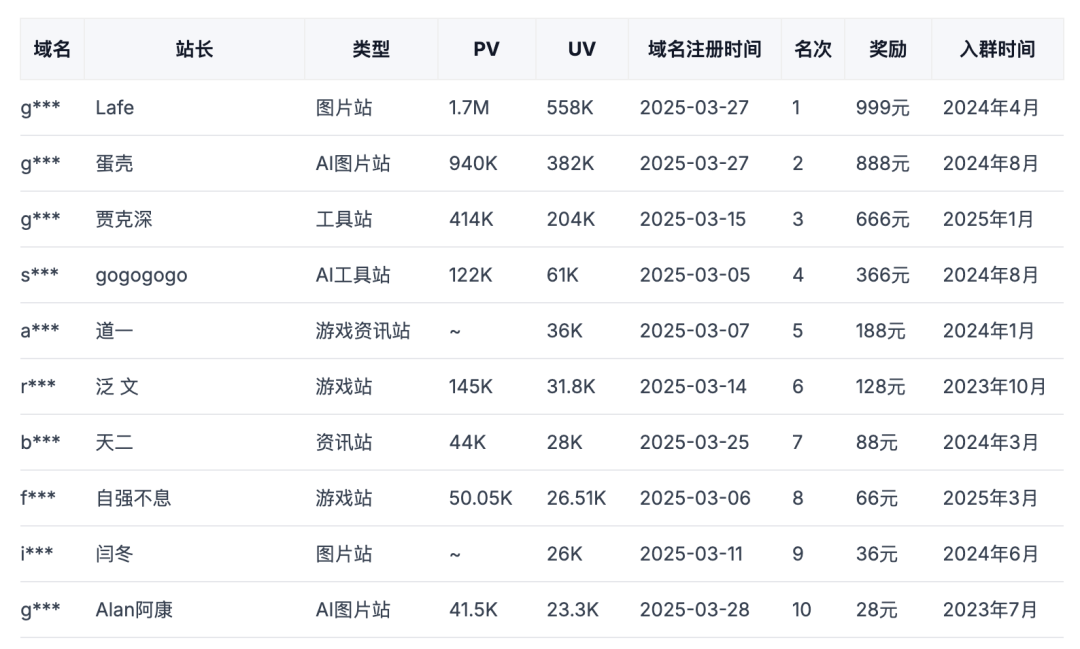 域名 站长 类型 PV UV 域名注册时间 名次 奖励 入群时间
g*** Lafe 图片站 1.7M 558K 2025-03-27 1 999元 2024年4月
g*** 蛋壳 AI图片站 940K 382K 2025-03-27 2 888元 2024年8月
g*** 贾克深 工具站 414K 204K 2025-03-15 3 666元 2025年1月
s*** gogogogo AI工具站 122K 61K 2025-03-05 4 366元 2024年8月
a*** 道一 游戏资讯站 ~ 36K 2025-03-07 5 188元 2024年1月
r*** 泛 文 游戏站 145K 31.8K 2025-03-14 6 128元 2023年10月
b*** 天二 资讯站 44K 28K 2025-03-25 7 88元 2024年3月
f*** 自强不息 游戏站 50.05K 26.51K 2025-03-06 8 66元 2025年3月
i*** 闫冬 图片站 ~ 26K 2025-03-11 9 36元 2024年6月
g*** Alan阿康 AI图片站 41.5K 23.3K 2025-03-28 10 28元 2023年7月